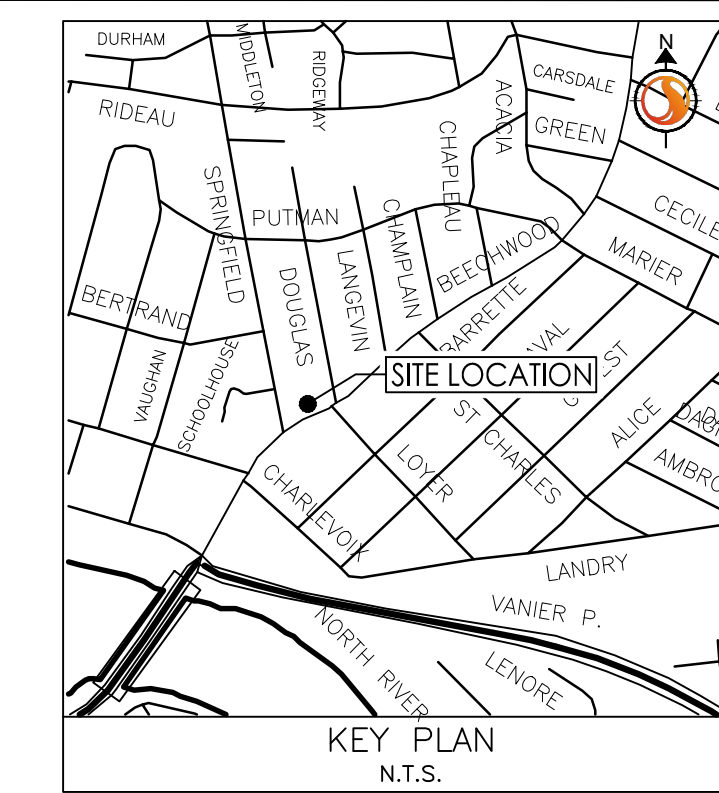 DURHAM
MIDDLETON
RIDGEWAY
N
CARSDALE
RIDEAU
ACACIA
GREEN
CHAPLEAU
SPRINGFIELD
PUTMAN
CHAMPLAIN
CECILE
BEECHWOOD
MARIER
LANGEVIN
DOUGLAS
BERTRAND
BARRETTE
VAUGHAN
SCHOOLHOUSE
SITE LOCATION
ST CHARLES
ALICE
LOYER
CHARLEVOIX
LANDRY
VANIER P.
NORTH RIVER
LENORE
KEY PLAN
N.T.S.